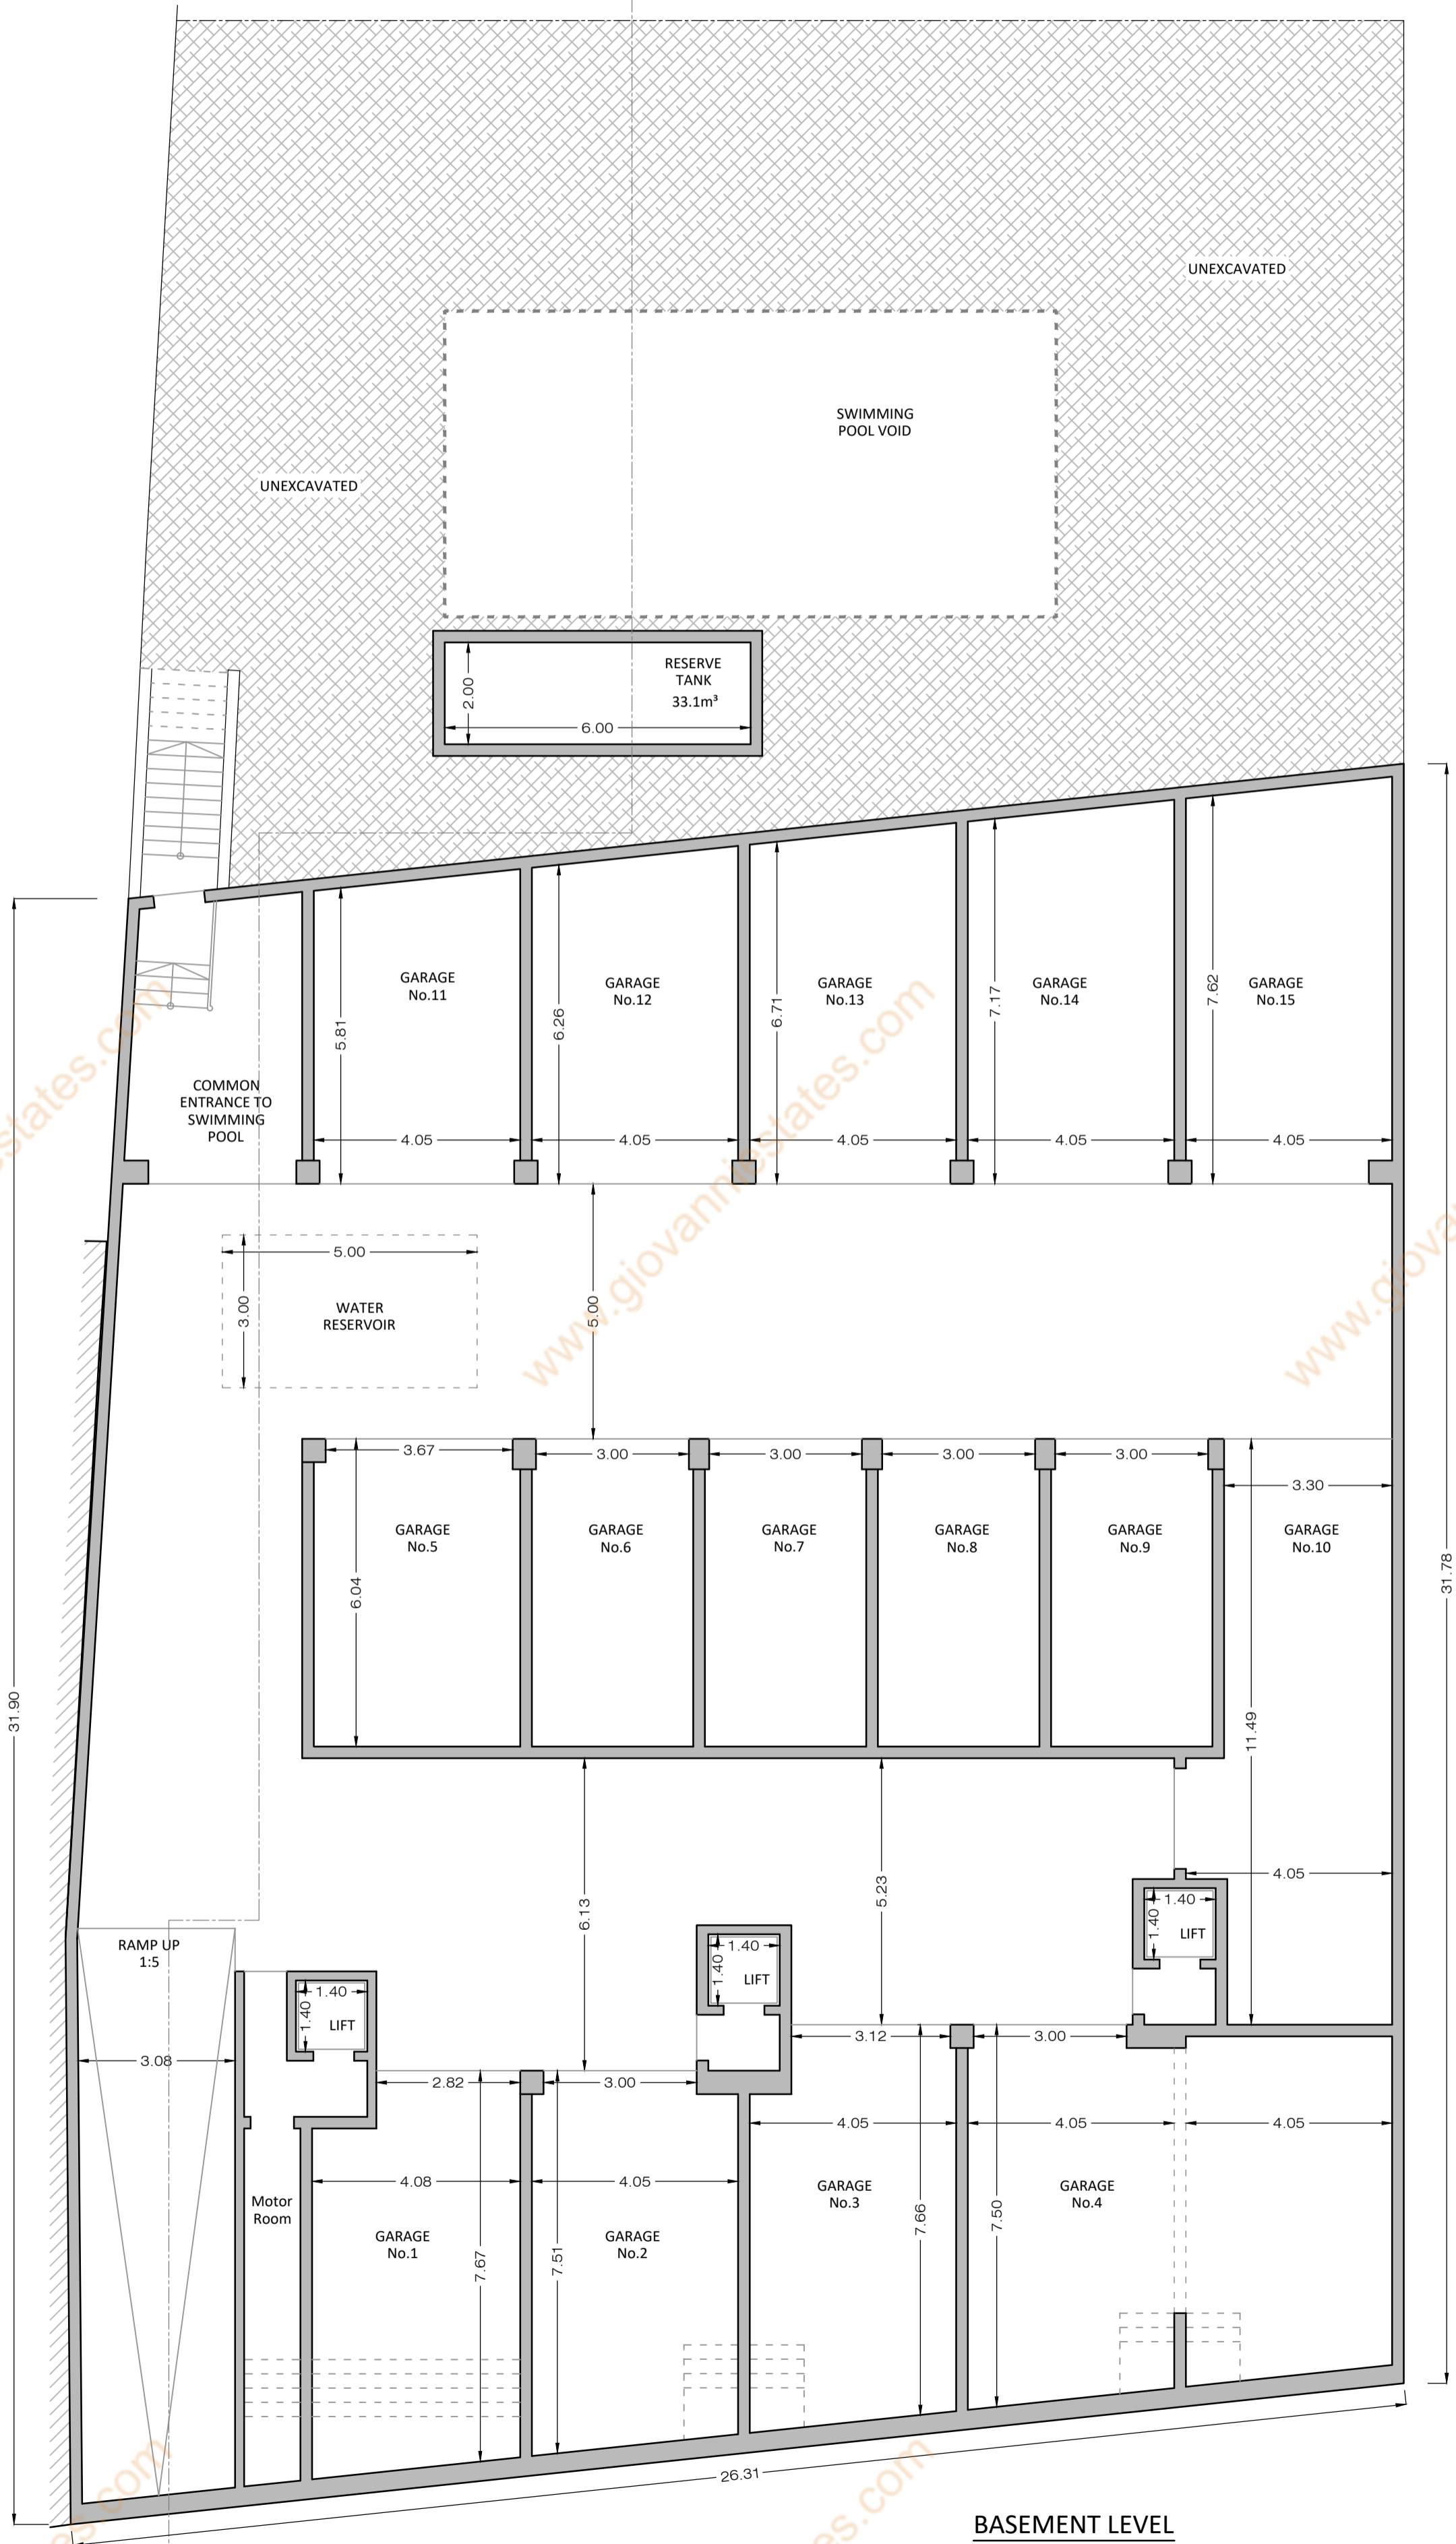 UNEXCAVATED
SWIMMING
POOL VOID
UNEXCAVATED
RESERVE
TANK
33.1m³
2.00
6.00
GARAGE
No.11
GARAGE
No.12
GARAGE
No.13
GARAGE
No.14
GARAGE
No.15
5.81
6.26
6.71
7.17
7.62
COMMON
ENTRANCE TO
SWIMMING
POOL
4.05
4.05
4.05
4.05
4.05
5.00
3.00
WATER
RESERVOIR
5.00
www.giovanniestates.com
states.com
www.giova
3.67
3.00
3.00
3.00
3.00
3.30
GARAGE
No.5
GARAGE
No.6
GARAGE
No.7
GARAGE
No.8
GARAGE
No.9
GARAGE
No.10
6.04
31.78
31.90
11.49
6.13
5.23
4.05
RAMP UP
1:5
1.40
1.40
LIFT
1.40
1.40
LIFT
1.40
1.40
LIFT
3.08
2.82
3.00
3.12
3.00
4.05
4.05
4.05
4.08
4.05
Motor
Room
GARAGE
No.1
GARAGE
No.2
GARAGE
No.3
GARAGE
No.4
7.67
7.51
7.66
7.50
26.31
es.com
es.com
BASEMENT LEVEL